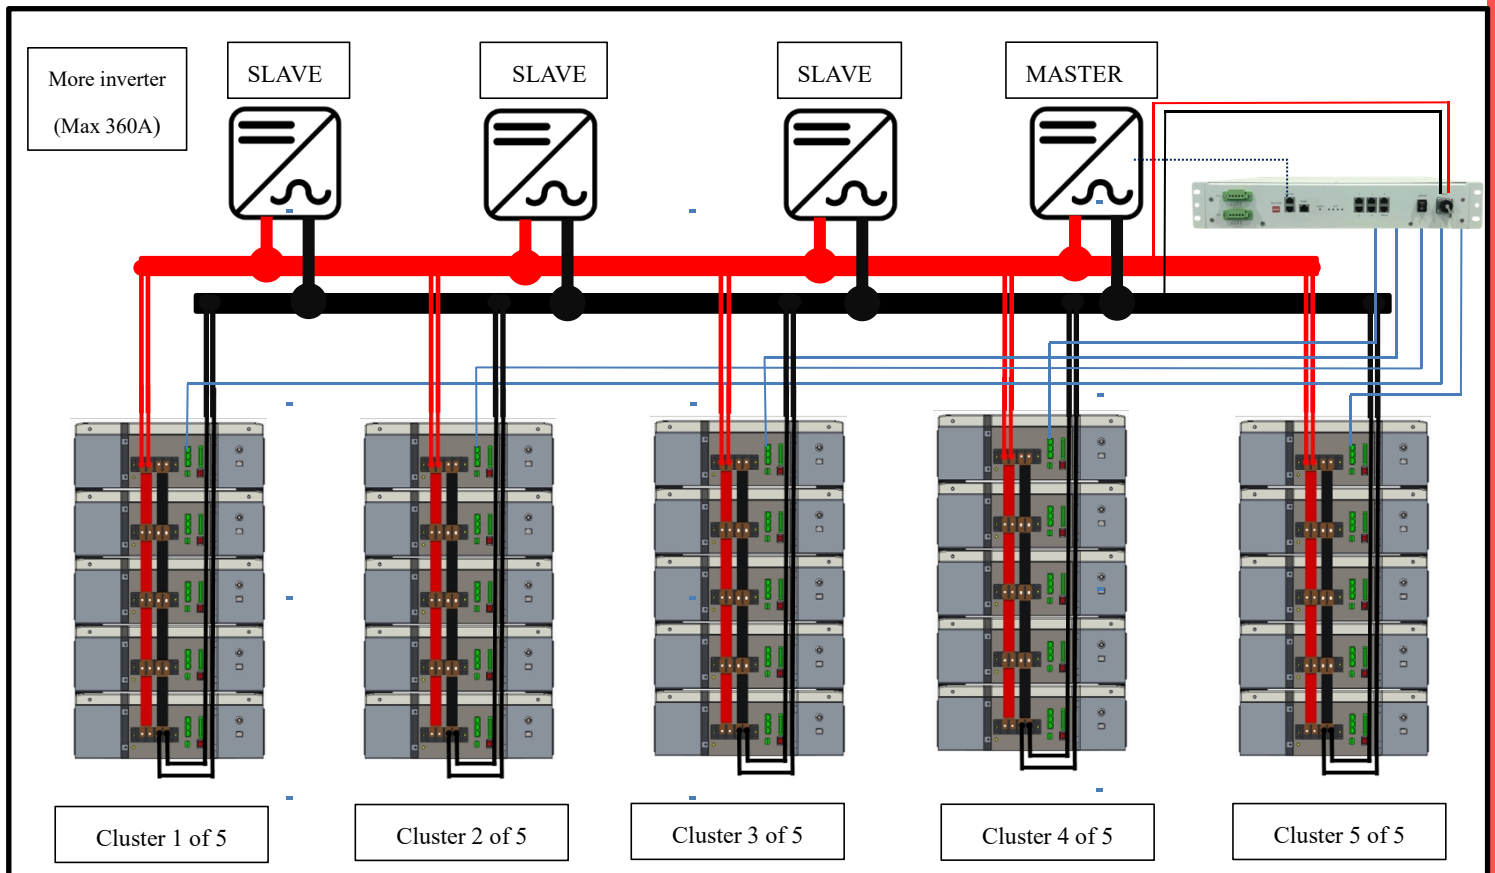 More inverter
(Max 360A)
SLAVE
SLAVE
SLAVE
MASTER
Cluster 1 of 5
Cluster 2 of 5
Cluster 3 of 5
Cluster 4 of 5
Cluster 5 of 5